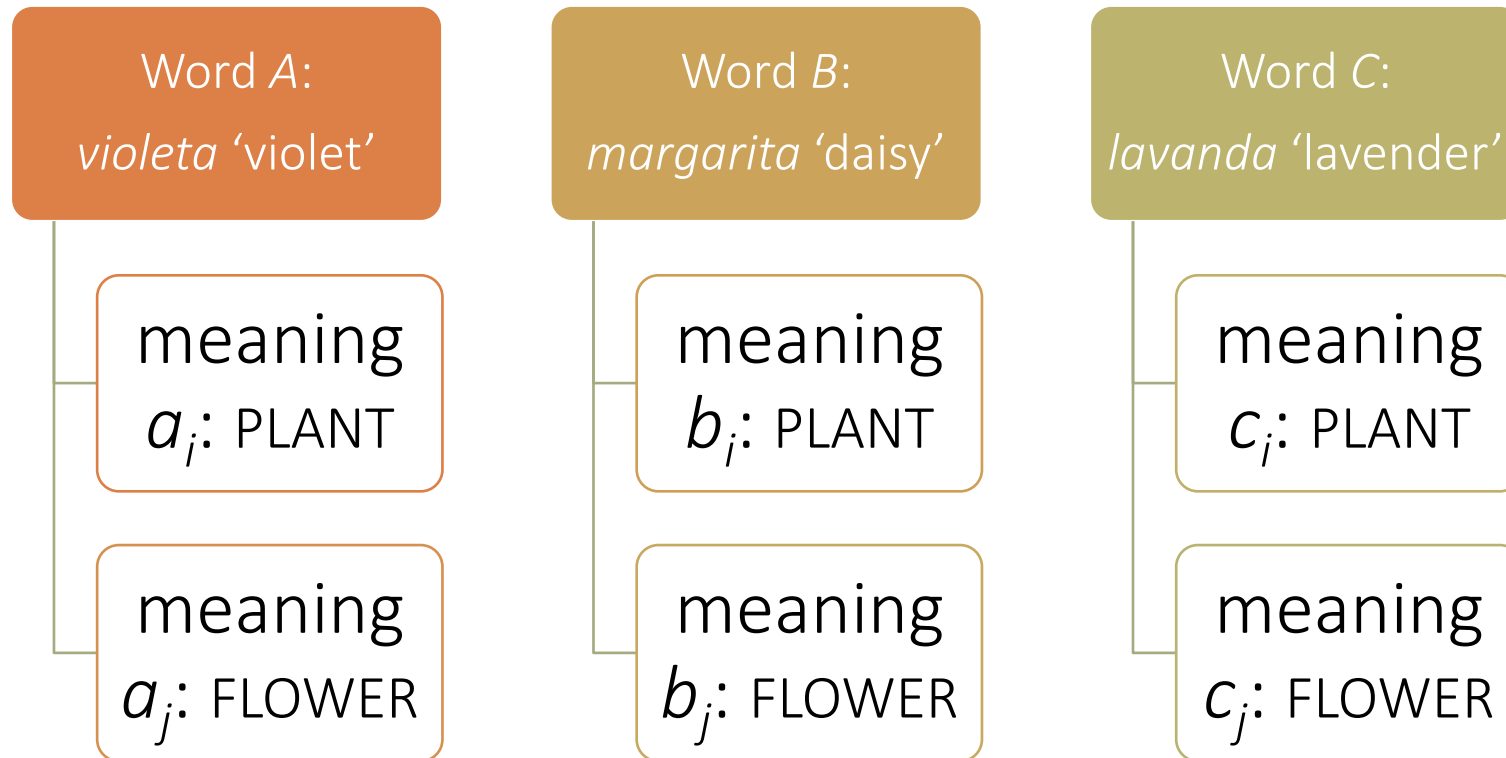 Word A:
violeta ‘violet’
meaning
aᵢ: PLANT
meaning
aⱼ: FLOWER
Word B:
margarita ‘daisy’
meaning
bᵢ: PLANT
meaning
bⱼ: FLOWER
Word C:
lavanda ‘lavender’
meaning
cᵢ: PLANT
meaning
cⱼ: FLOWER